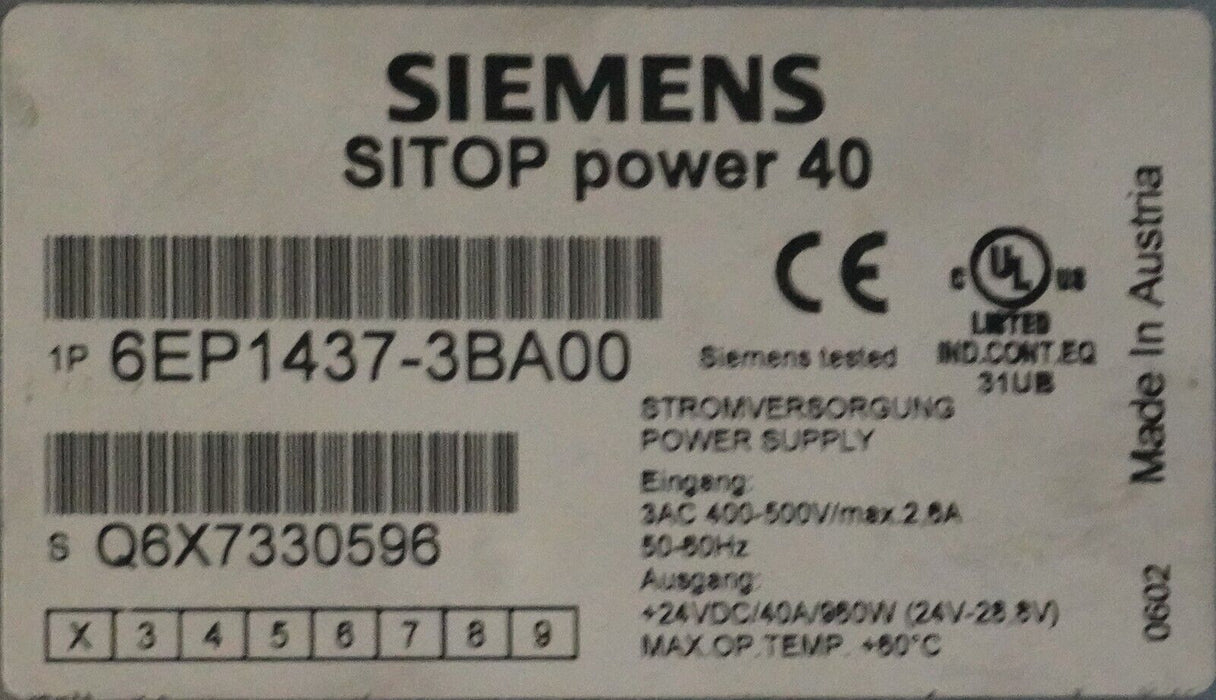 SIEMENS
SITOP power 40
1P 6EP1437-3BA00
S Q6X7330596
X 3 4 5 6 7 8 9
CE
Siemens tested
c UL US
LISTED
IND.CONT.EQ
31UB
STROMVERSORGUNG
POWER SUPPLY
Eingang:
3AC 400-500V/max.2,6A
50-60Hz
Ausgang:
+24VDC/40A/960W (24V-28,8V)
MAX.OP.TEMP. +60°C
Made In Austria
0602